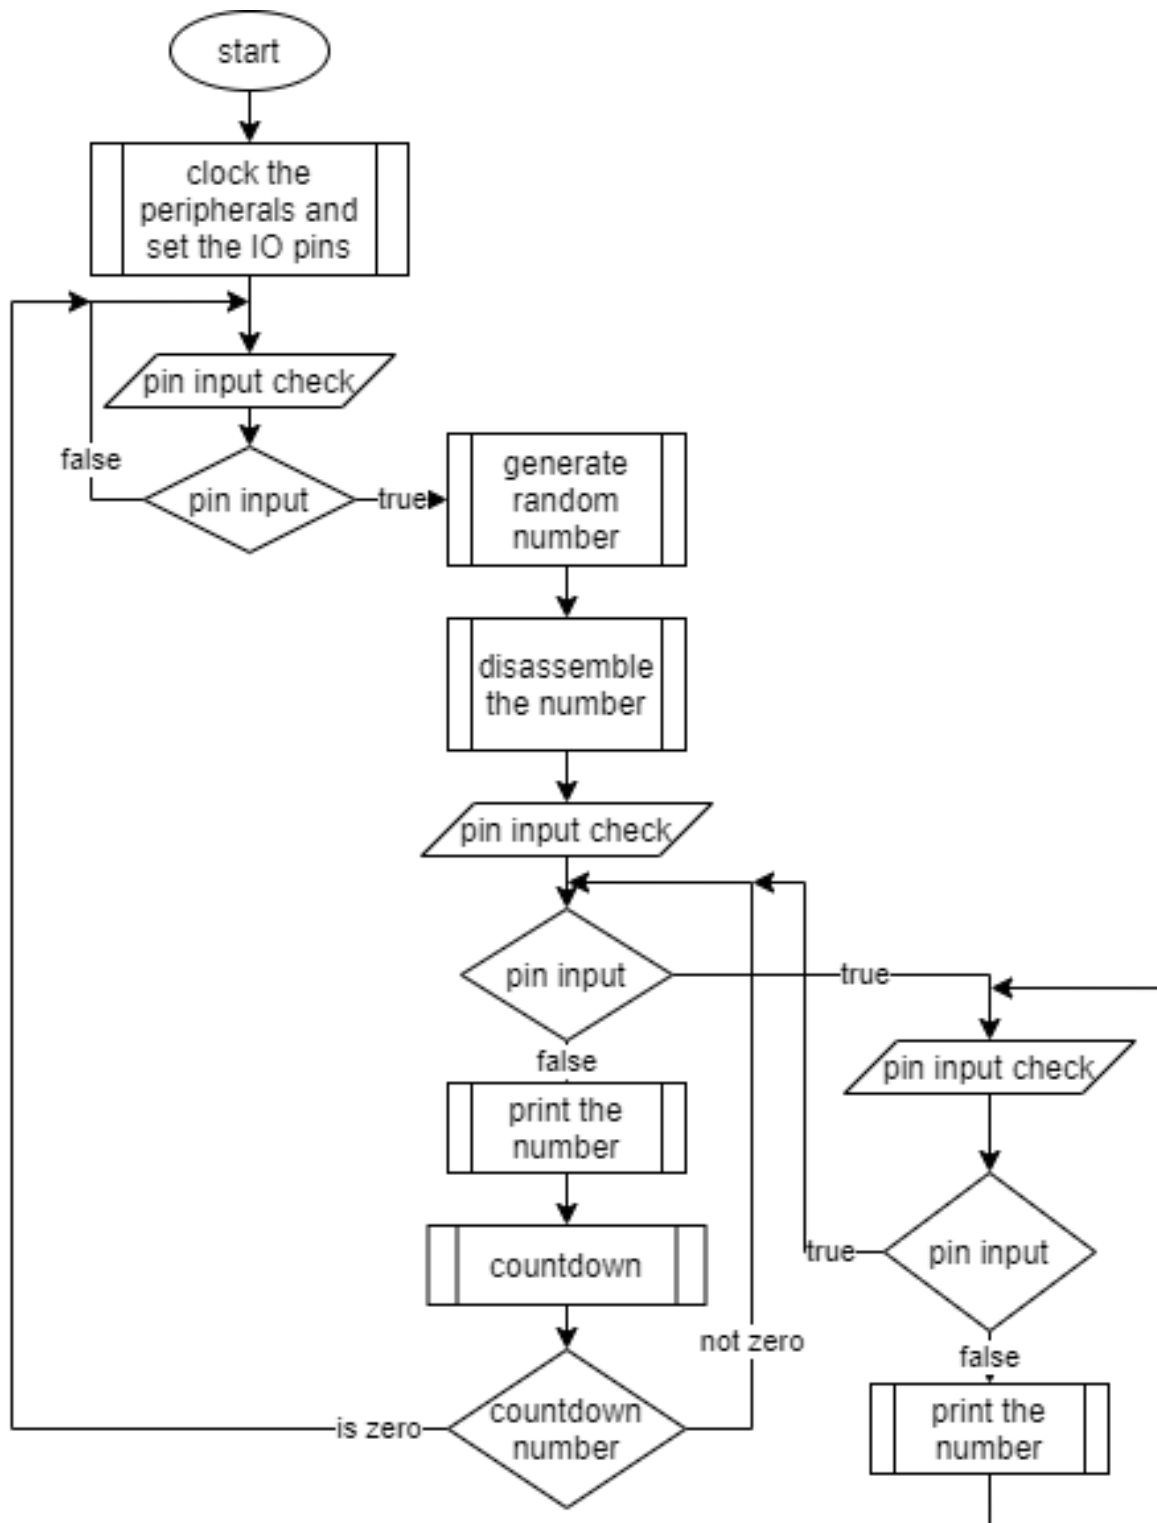 start
clock the
peripherals and
set the IO pins
pin input check
false
pin input
true
generate
random
number
disassemble
the number
pin input check
pin input
true
false
pin input check
print the
number
countdown
true
pin input
not zero
false
is zero
countdown
number
print the
number